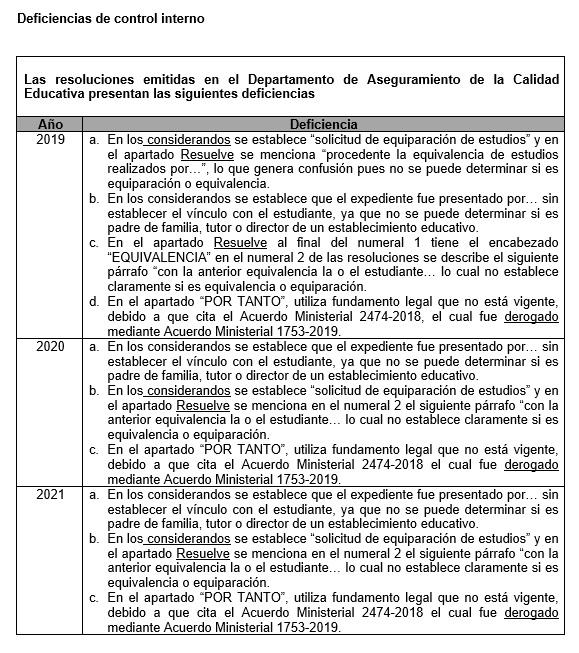 Deficiencias de control interno
Las resoluciones emitidas en el Departamento de Aseguramiento de la Calidad
Educativa presentan las siguientes deficiencias
Año Deficiencia
2019 a. En los considerandos se establece “solicitud de equiparación de estudios” y en
el apartado Resuelve se menciona “procedente la equivalencia de estudios
realizados por…”, lo que genera confusión pues no se puede determinar si es
equiparación o equivalencia.
b. En los considerandos se establece que el expediente fue presentado por… sin
establecer el vínculo con el estudiante, ya que no se puede determinar si es
padre de familia, tutor o director de un establecimiento educativo.
c. En el apartado Resuelve al final del numeral 1 tiene el encabezado
“EQUIVALENCIA” en el numeral 2 de las resoluciones se describe el siguiente
párrafo “con la anterior equivalencia la o el estudiante… lo cual no establece
claramente si es equivalencia o equiparación.
d. En el apartado “POR TANTO”, utiliza fundamento legal que no está vigente,
debido a que cita el Acuerdo Ministerial 2474-2018, el cual fue derogado
mediante Acuerdo Ministerial 1753-2019.
2020 a. En los considerandos se establece que el expediente fue presentado por… sin
establecer el vínculo con el estudiante, ya que no se puede determinar si es
padre de familia, tutor o director de un establecimiento educativo.
b. En los considerandos se establece “solicitud de equiparación de estudios” y en
el apartado Resuelve se menciona en el numeral 2 el siguiente párrafo “con la
anterior equivalencia la o el estudiante… lo cual no establece claramente si es
equivalencia o equiparación.
c. En el apartado “POR TANTO”, utiliza fundamento legal que no está vigente,
debido a que cita el Acuerdo Ministerial 2474-2018 el cual fue derogado
mediante Acuerdo Ministerial 1753-2019.
2021 a. En los considerandos se establece que el expediente fue presentado por… sin
establecer el vínculo con el estudiante, ya que no se puede determinar si es
padre de familia, tutor o director de un establecimiento educativo.
b. En los considerandos se establece “solicitud de equiparación de estudios” y en
el apartado Resuelve se menciona en el numeral 2 el siguiente párrafo “con la
anterior equivalencia la o el estudiante… lo cual no establece claramente si es
equivalencia o equiparación.
c. En el apartado “POR TANTO”, utiliza fundamento legal que no está vigente,
debido a que cita el Acuerdo Ministerial 2474-2018 el cual fue derogado
mediante Acuerdo Ministerial 1753-2019.